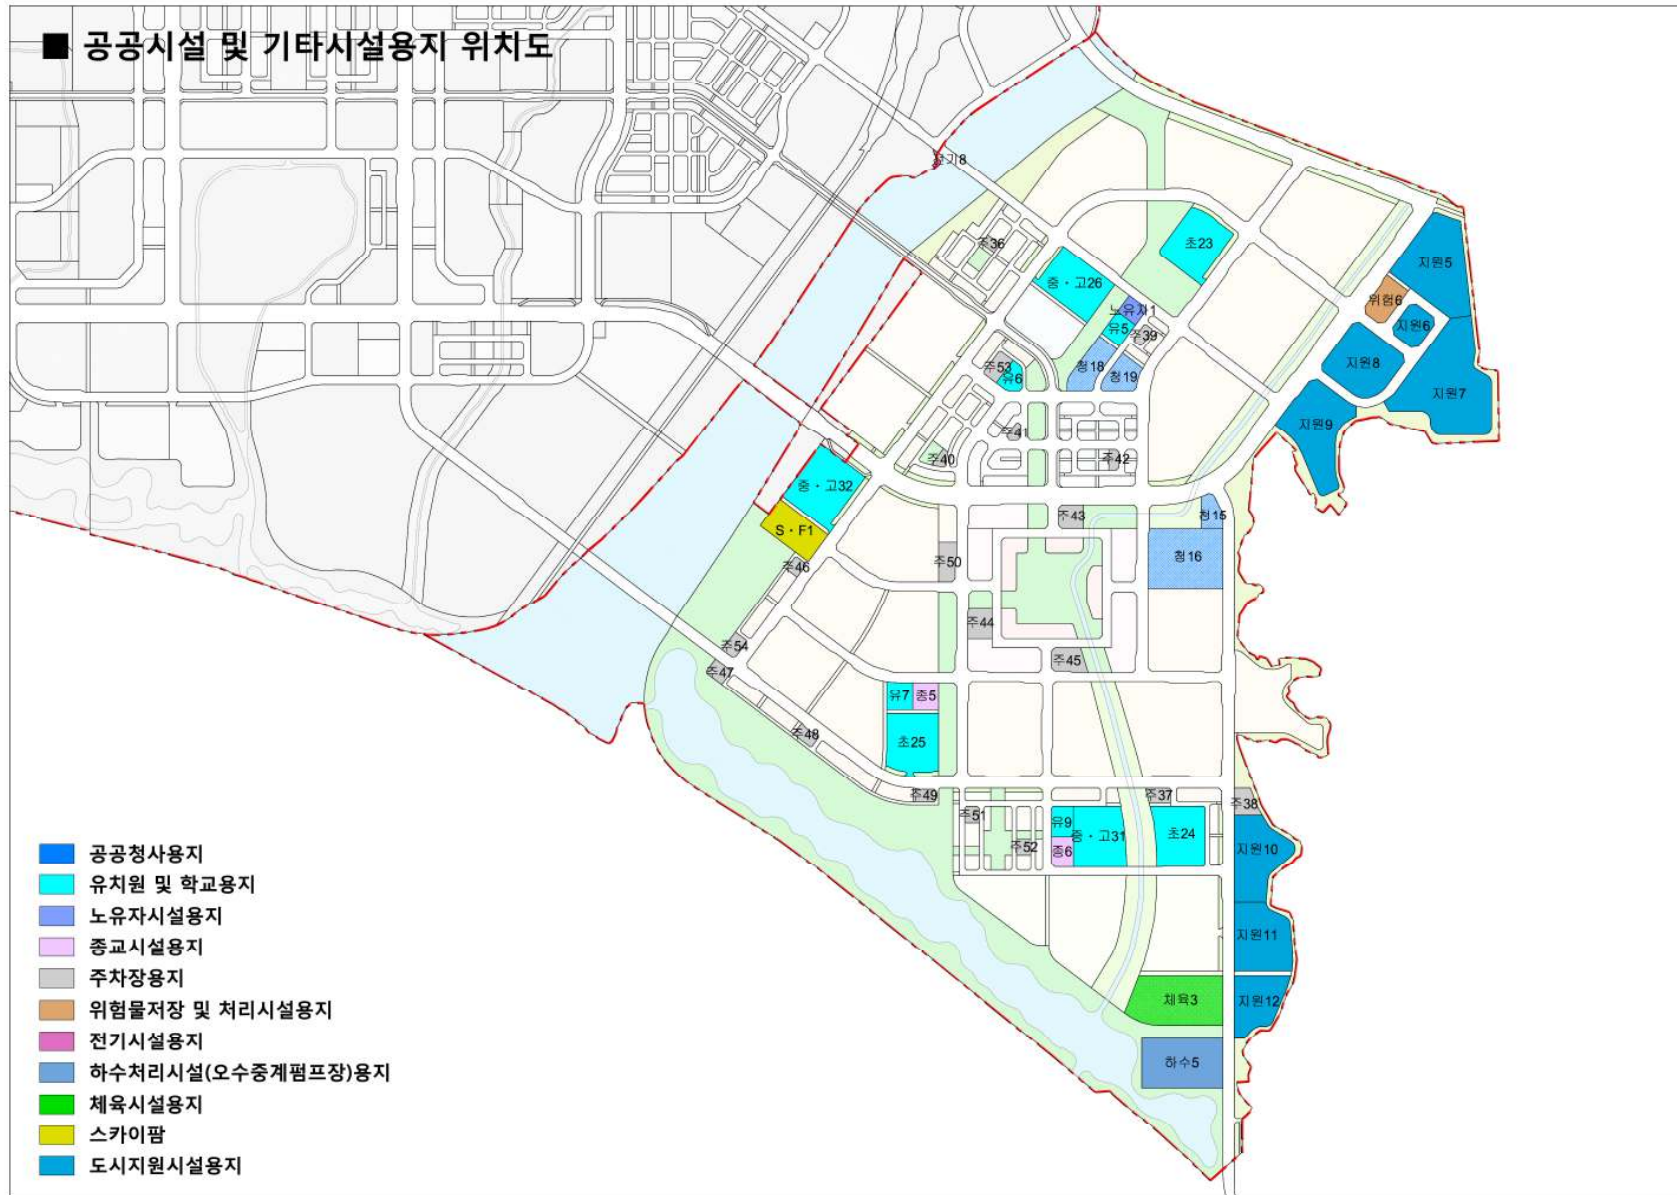 ■ 공공시설 및 기타시설용지 위치도
전기8
주36
초23
중·고26
지원5
위험6
노유자1
유5
주39
지원6
지원8
주53
유6
청18
청19
지원7
지원9
주41
주40
주42
중·고32
S·F1
주43
청15
주50
청16
주46
주44
주54
주45
주47
유7
종5
주48
초25
주49
주37
주38
주51
유9
중·고31
초24
주52
종6
지원10
지원11
체육3
지원12
하수5
공공청사용지
유치원 및 학교용지
노유자시설용지
종교시설용지
주차장용지
위험물저장 및 처리시설용지
전기시설용지
하수처리시설(오수중계펌프장)용지
체육시설용지
스카이팜
도시지원시설용지